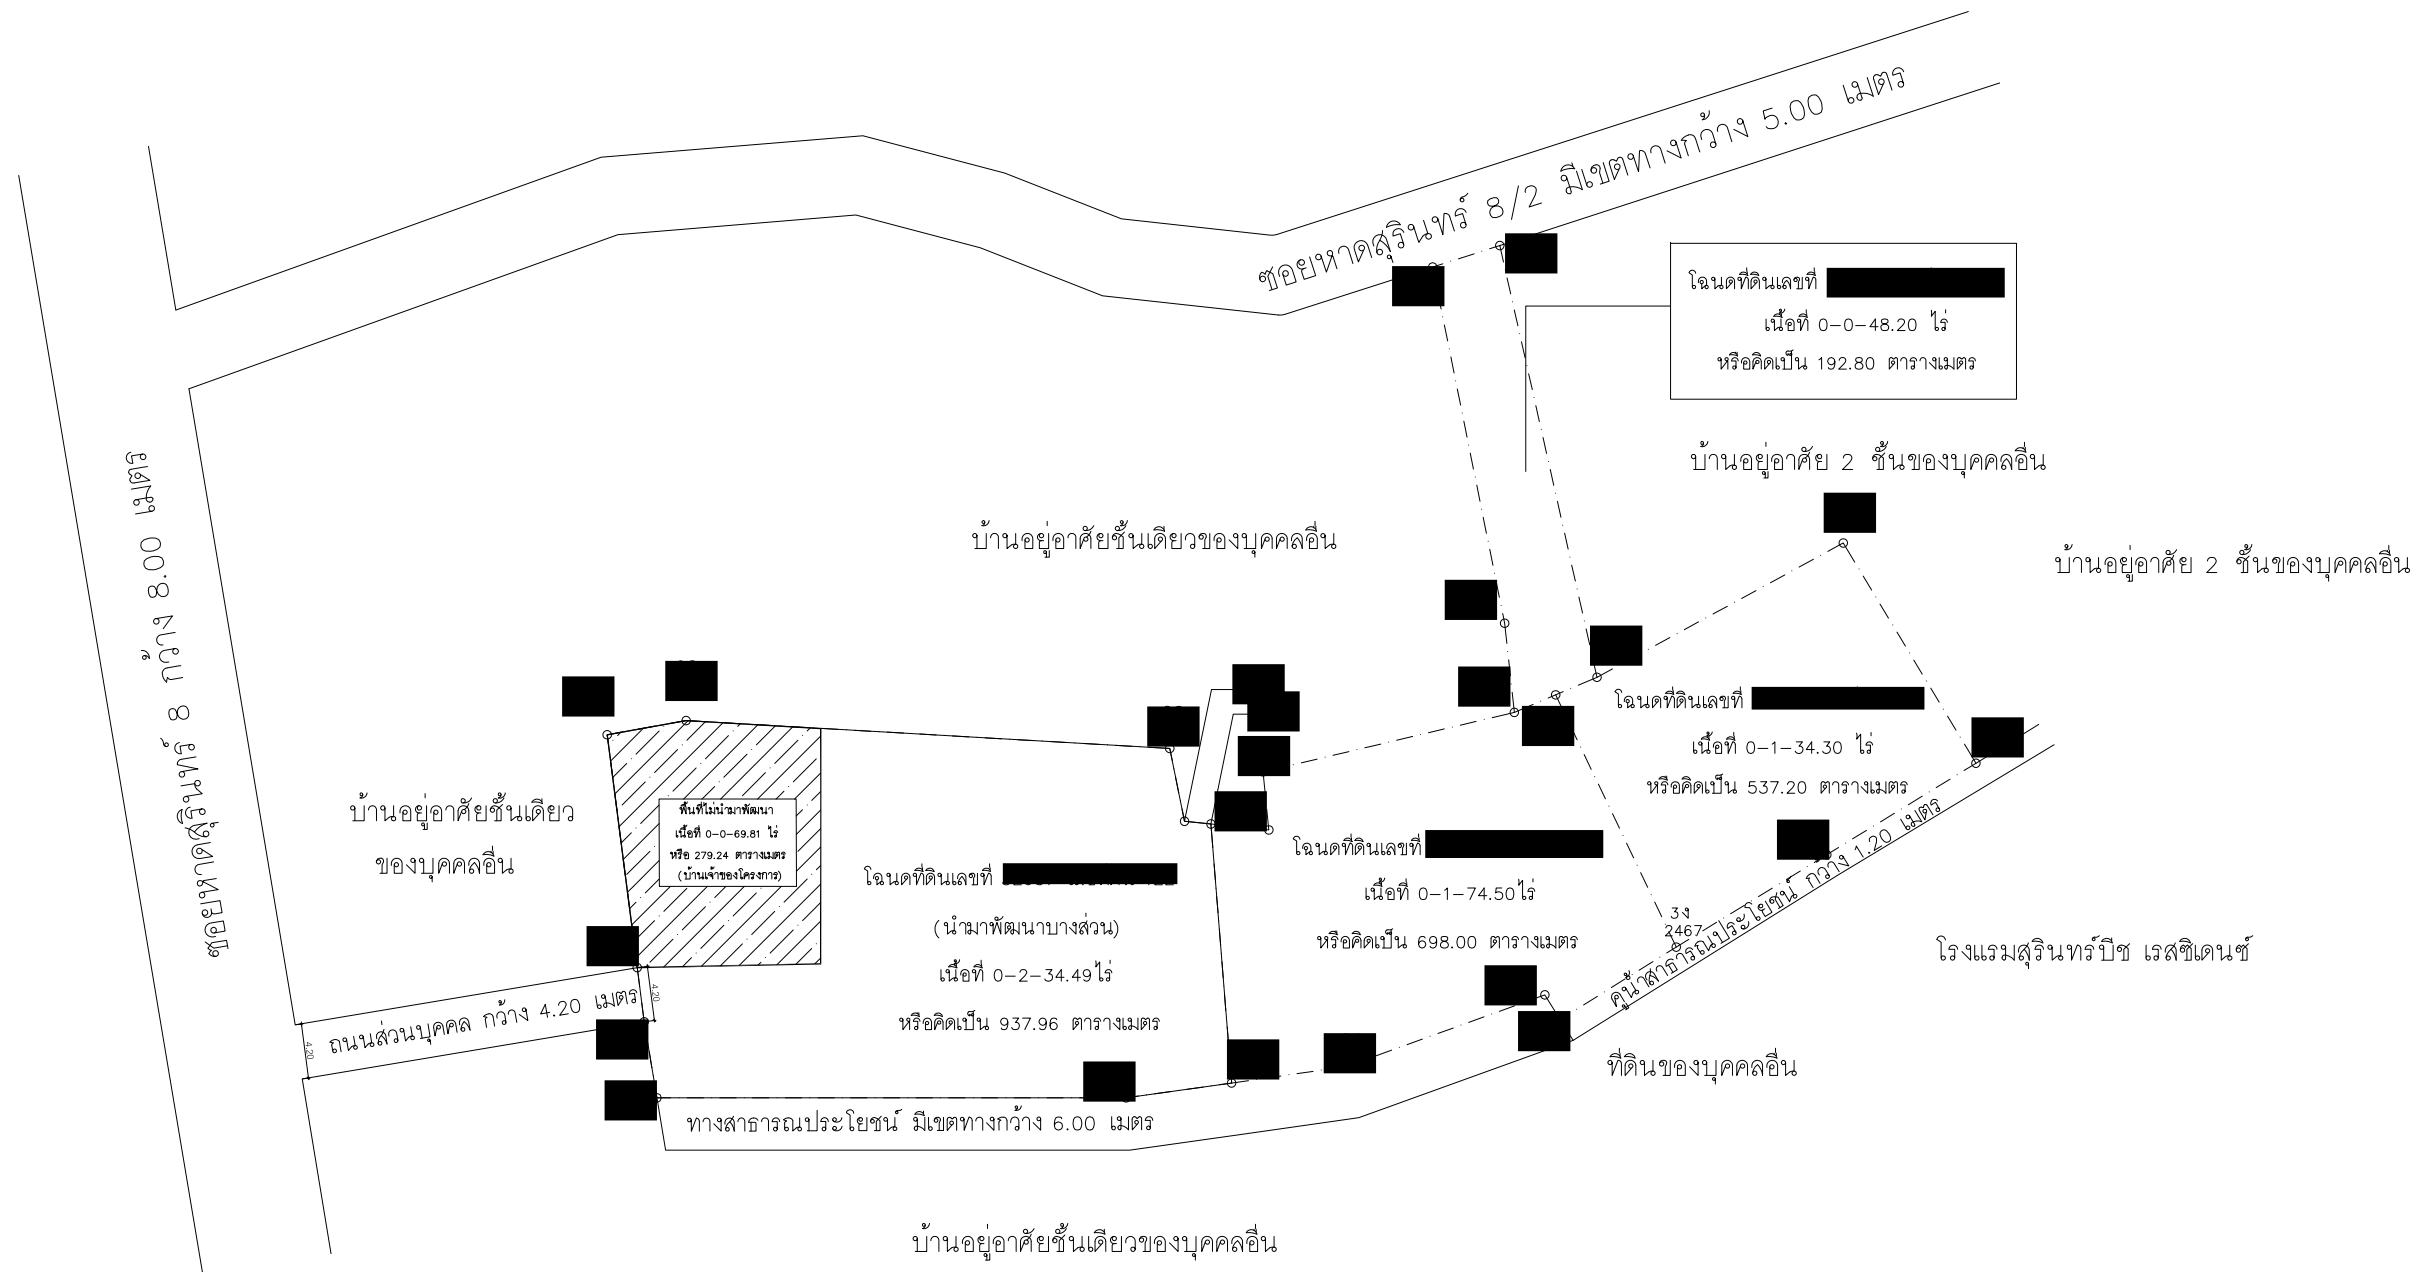 ซอยหาดสุรินทร์ 8/2 มีเขตทางกว้าง 5.00 เมตร
โฉนดที่ดินเลขที่
เนื้อที่ 0-0-48.20 ไร่
หรือคิดเป็น 192.80 ตารางเมตร
บ้านอยู่อาศัย 2 ชั้นของบุคคลอื่น
บ้านอยู่อาศัยชั้นเดียวของบุคคลอื่น
บ้านอยู่อาศัย 2 ชั้นของบุคคลอื่น
ซอยหาดสุรินทร์ 8 กว้าง 8.00 เมตร
โฉนดที่ดินเลขที่
เนื้อที่ 0-1-34.30 ไร่
หรือคิดเป็น 537.20 ตารางเมตร
บ้านอยู่อาศัยชั้นเดียว
ของบุคคลอื่น
พื้นที่ไม่นำมาพัฒนา
เนื้อที่ 0-0-69.81 ไร่
หรือ 279.24 ตารางเมตร
(บ้านเจ้าของโครงการ)
โฉนดที่ดินเลขที่
(นำมาพัฒนาบางส่วน)
เนื้อที่ 0-2-34.49ไร่
หรือคิดเป็น 937.96 ตารางเมตร
โฉนดที่ดินเลขที่
เนื้อที่ 0-1-74.50ไร่
หรือคิดเป็น 698.00 ตารางเมตร
3ง
2467
คูน้ำสาธารณประโยชน์ กว้าง 1.20 เมตร
โรงแรมสุรินทร์บีช เรสซิเดนซ์
4.20
ถนนส่วนบุคคล กว้าง 4.20 เมตร
4.20
ที่ดินของบุคคลอื่น
ทางสาธารณประโยชน์ มีเขตทางกว้าง 6.00 เมตร
บ้านอยู่อาศัยชั้นเดียวของบุคคลอื่น